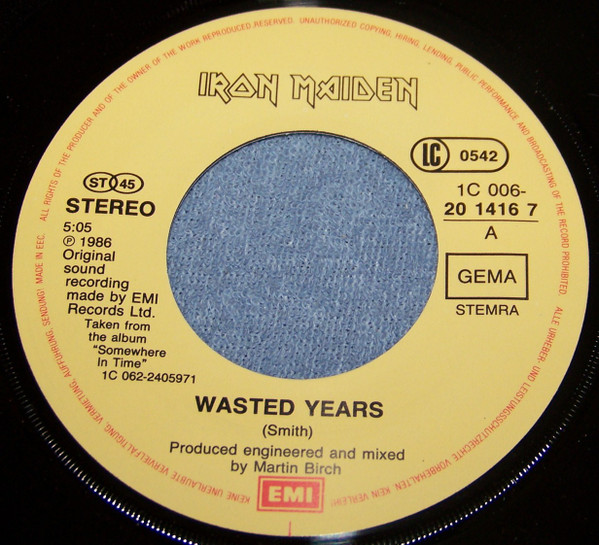 ALL RIGHTS OF THE PRODUCER AND OF THE OWNER OF THE WORK REPRODUCED RESERVED. UNAUTHORIZED COPYING, HIRING, LENDING, PUBLIC PERFORMANCE AND BROADCASTING OF THE RECORD PROHIBITED.
ALLE URHEBER- UND LEISTUNGSSCHUTZRECHTE VORBEHALTEN. KEIN VERLEIH! KEINE UNERLAUBTE VERVIELFÄLTIGUNG, VERMIETUNG, AUFFÜHRUNG, SENDUNG! MADE IN EEC.
IRON MAIDEN
LC 0542
ST 45
STEREO
1C 006-
20 1416 7
A
GEMA
STEMRA
5:05
℗ 1986
Original
sound
recording
made by EMI
Records Ltd.
Taken from
the album
"Somewhere
In Time"
1C 062-2405971
WASTED YEARS
(Smith)
Produced engineered and mixed
by Martin Birch
EMI